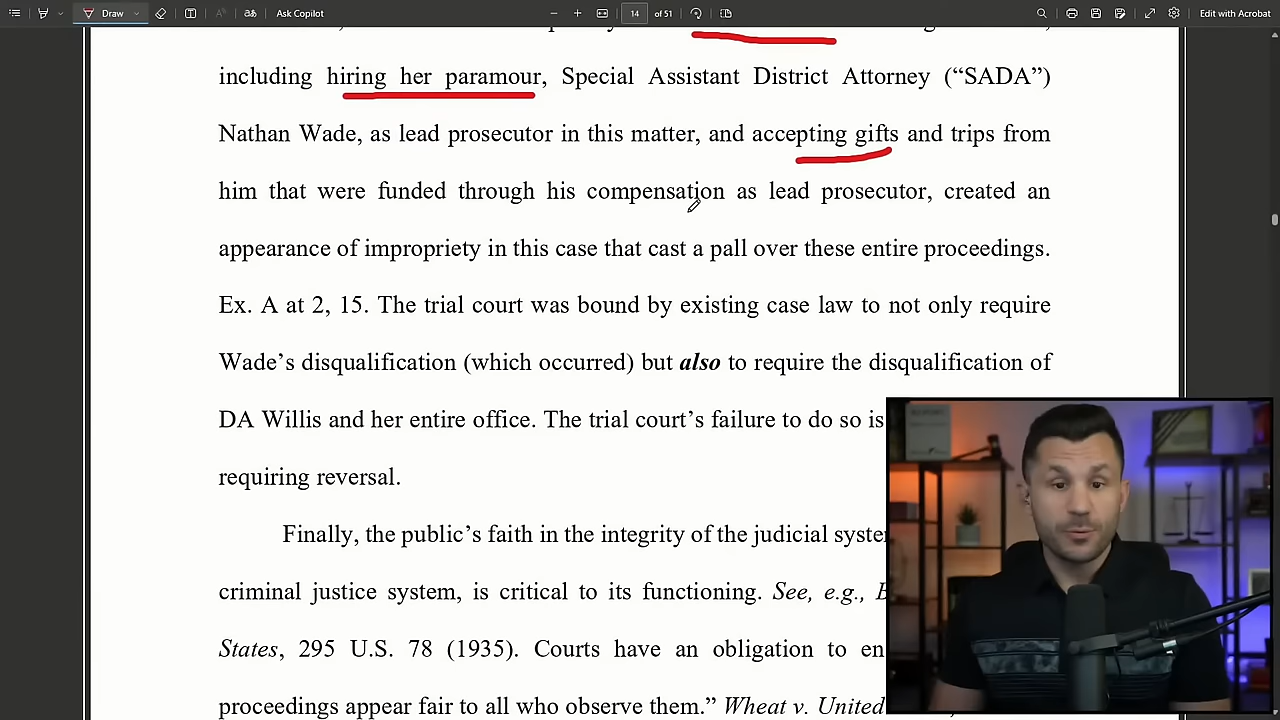 Draw
Ask Copilot
14 of 51
Edit with Acrobat
including hiring her paramour, Special Assistant District Attorney (“SADA”)
Nathan Wade, as lead prosecutor in this matter, and accepting gifts and trips from
him that were funded through his compensation as lead prosecutor, created an
appearance of impropriety in this case that cast a pall over these entire proceedings.
Ex. A at 2, 15. The trial court was bound by existing case law to not only require
Wade’s disqualification (which occurred) but also to require the disqualification of
DA Willis and her entire office. The trial court’s failure to do so is
requiring reversal.
Finally, the public’s faith in the integrity of the judicial
criminal justice system, is critical to its functioning. See, e.g.,
States, 295 U.S. 78 (1935). Courts have an obligation to
proceedings appear fair to all who observe them.” Wheat v. United